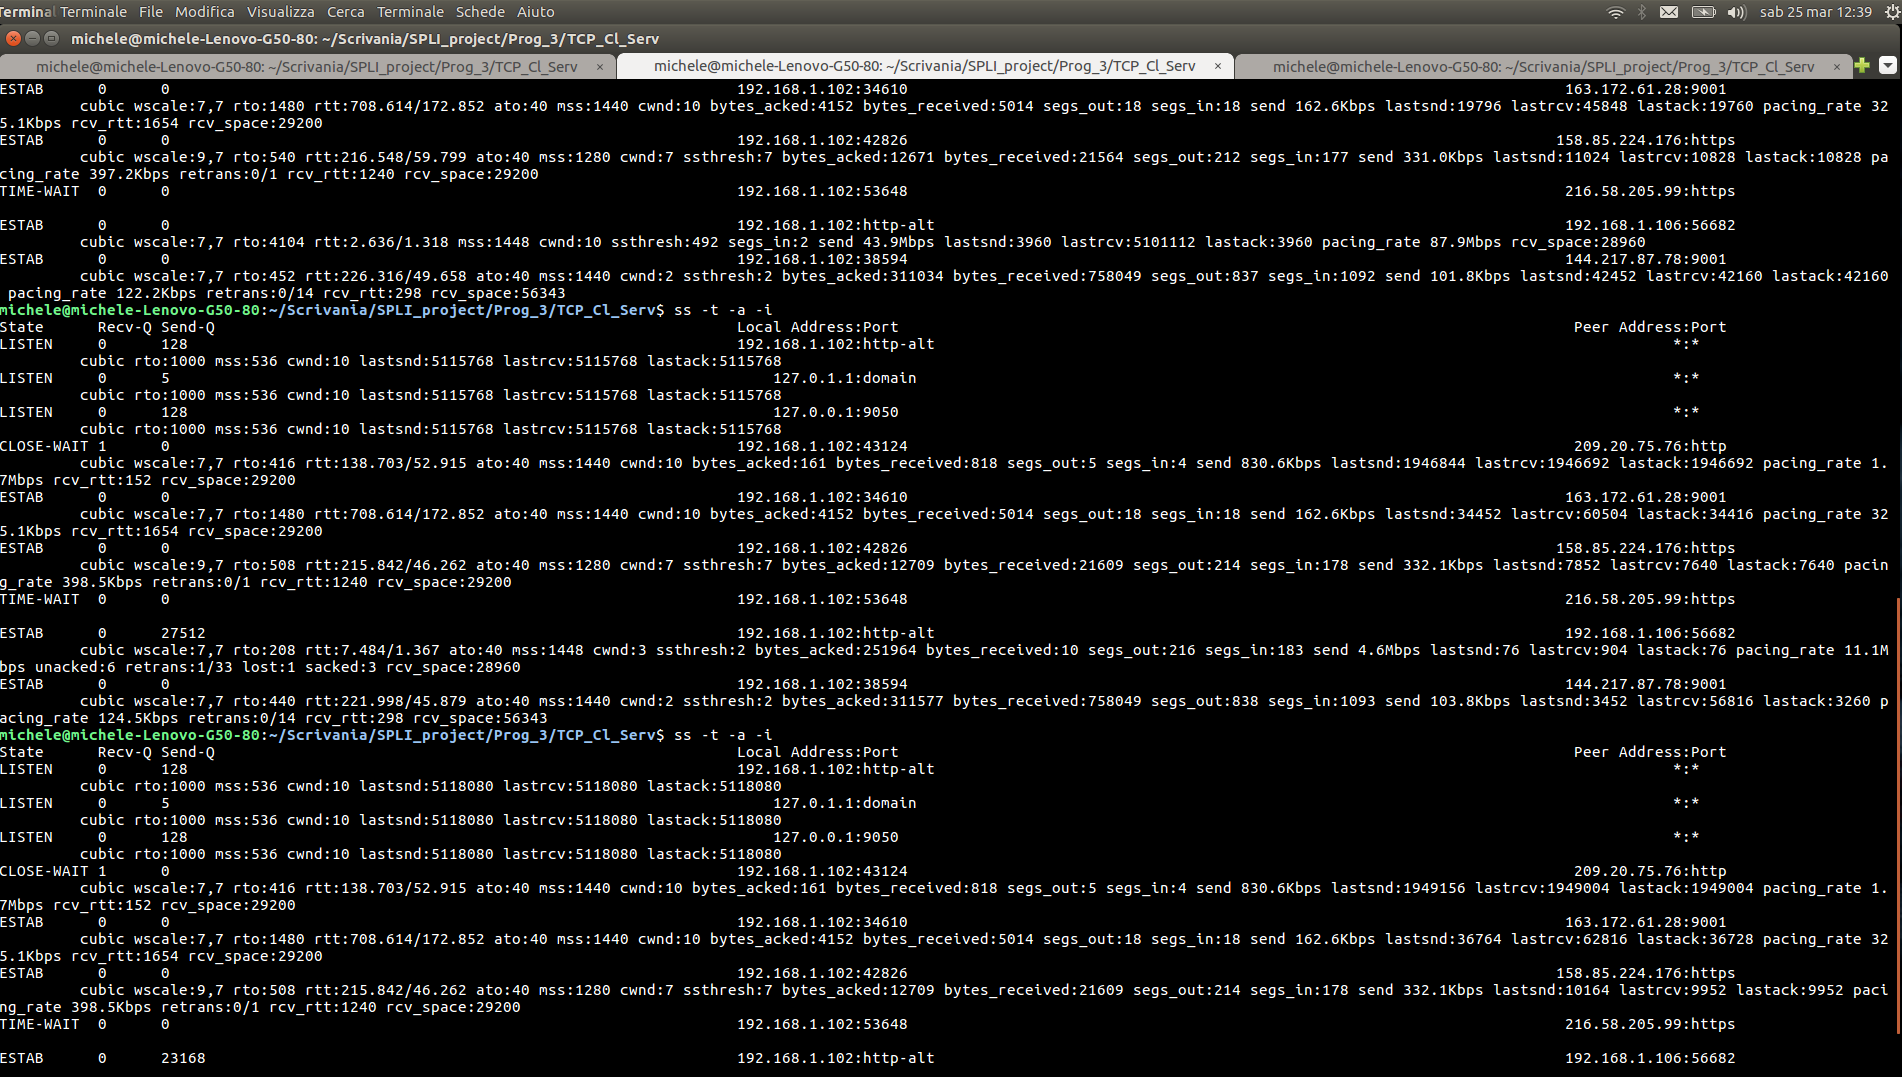 Terminal Terminale File Modifica Visualizza Cerca Terminale Schede Aiuto sab 25 mar 12:39
michele@michele-Lenovo-G50-80: ~/Scrivania/SPLI_project/Prog_3/TCP_Cl_Serv
michele@michele-Lenovo-G50-80: ~/Scrivania/SPLI_project/Prog_3/TCP_Cl_Serv × michele@michele-Lenovo-G50-80: ~/Scrivania/SPLI_project/Prog_3/TCP_Cl_Serv × michele@michele-Lenovo-G50-80: ~/Scrivania/SPLI_project/Prog_3/TCP_Cl_Serv ×
ESTAB 0 0 192.168.1.102:34610 163.172.61.28:9001
cubic wscale:7,7 rto:1480 rtt:708.614/172.852 ato:40 mss:1440 cwnd:10 bytes_acked:4152 bytes_received:5014 segs_out:18 segs_in:18 send 162.6Kbps lastsnd:19796 lastrcv:45848 lastack:19760 pacing_rate 32
5.1Kbps rcv_rtt:1654 rcv_space:29200
ESTAB 0 0 192.168.1.102:42826 158.85.224.176:https
cubic wscale:9,7 rto:540 rtt:216.548/59.799 ato:40 mss:1280 cwnd:7 ssthresh:7 bytes_acked:12671 bytes_received:21564 segs_out:212 segs_in:177 send 331.0Kbps lastsnd:11024 lastrcv:10828 lastack:10828 pa
cing_rate 397.2Kbps retrans:0/1 rcv_rtt:1240 rcv_space:29200
TIME-WAIT 0 0 192.168.1.102:53648 216.58.205.99:https
ESTAB 0 0 192.168.1.102:http-alt 192.168.1.106:56682
cubic wscale:7,7 rto:4104 rtt:2.636/1.318 mss:1448 cwnd:10 ssthresh:492 segs_in:2 send 43.9Mbps lastsnd:3960 lastrcv:5101112 lastack:3960 pacing_rate 87.9Mbps rcv_space:28960
ESTAB 0 0 192.168.1.102:38594 144.217.87.78:9001
cubic wscale:7,7 rto:452 rtt:226.316/49.658 ato:40 mss:1440 cwnd:2 ssthresh:2 bytes_acked:311034 bytes_received:758049 segs_out:837 segs_in:1092 send 101.8Kbps lastsnd:42452 lastrcv:42160 lastack:42160
pacing_rate 122.2Kbps retrans:0/14 rcv_rtt:298 rcv_space:56343
michele@michele-Lenovo-G50-80:~/Scrivania/SPLI_project/Prog_3/TCP_Cl_Serv$ ss -t -a -i
State Recv-Q Send-Q Local Address:Port Peer Address:Port
LISTEN 0 128 192.168.1.102:http-alt *:*
cubic rto:1000 mss:536 cwnd:10 lastsnd:5115768 lastrcv:5115768 lastack:5115768
LISTEN 0 5 127.0.1.1:domain *:*
cubic rto:1000 mss:536 cwnd:10 lastsnd:5115768 lastrcv:5115768 lastack:5115768
LISTEN 0 128 127.0.0.1:9050 *:*
cubic rto:1000 mss:536 cwnd:10 lastsnd:5115768 lastrcv:5115768 lastack:5115768
CLOSE-WAIT 1 0 192.168.1.102:43124 209.20.75.76:http
cubic wscale:7,7 rto:416 rtt:138.703/52.915 ato:40 mss:1440 cwnd:10 bytes_acked:161 bytes_received:818 segs_out:5 segs_in:4 send 830.6Kbps lastsnd:1946844 lastrcv:1946692 lastack:1946692 pacing_rate 1.
7Mbps rcv_rtt:152 rcv_space:29200
ESTAB 0 0 192.168.1.102:34610 163.172.61.28:9001
cubic wscale:7,7 rto:1480 rtt:708.614/172.852 ato:40 mss:1440 cwnd:10 bytes_acked:4152 bytes_received:5014 segs_out:18 segs_in:18 send 162.6Kbps lastsnd:34452 lastrcv:60504 lastack:34416 pacing_rate 32
5.1Kbps rcv_rtt:1654 rcv_space:29200
ESTAB 0 0 192.168.1.102:42826 158.85.224.176:https
cubic wscale:9,7 rto:508 rtt:215.842/46.262 ato:40 mss:1280 cwnd:7 ssthresh:7 bytes_acked:12709 bytes_received:21609 segs_out:214 segs_in:178 send 332.1Kbps lastsnd:7852 lastrcv:7640 lastack:7640 pacin
g_rate 398.5Kbps retrans:0/1 rcv_rtt:1240 rcv_space:29200
TIME-WAIT 0 0 192.168.1.102:53648 216.58.205.99:https
ESTAB 0 27512 192.168.1.102:http-alt 192.168.1.106:56682
cubic wscale:7,7 rto:208 rtt:7.484/1.367 ato:40 mss:1448 cwnd:3 ssthresh:2 bytes_acked:251964 bytes_received:10 segs_out:216 segs_in:183 send 4.6Mbps lastsnd:76 lastrcv:904 lastack:76 pacing_rate 11.1M
bps unacked:6 retrans:1/33 lost:1 sacked:3 rcv_space:28960
ESTAB 0 0 192.168.1.102:38594 144.217.87.78:9001
cubic wscale:7,7 rto:440 rtt:221.998/45.879 ato:40 mss:1440 cwnd:2 ssthresh:2 bytes_acked:311577 bytes_received:758049 segs_out:838 segs_in:1093 send 103.8Kbps lastsnd:3452 lastrcv:56816 lastack:3260 p
acing_rate 124.5Kbps retrans:0/14 rcv_rtt:298 rcv_space:56343
michele@michele-Lenovo-G50-80:~/Scrivania/SPLI_project/Prog_3/TCP_Cl_Serv$ ss -t -a -i
State Recv-Q Send-Q Local Address:Port Peer Address:Port
LISTEN 0 128 192.168.1.102:http-alt *:*
cubic rto:1000 mss:536 cwnd:10 lastsnd:5118080 lastrcv:5118080 lastack:5118080
LISTEN 0 5 127.0.1.1:domain *:*
cubic rto:1000 mss:536 cwnd:10 lastsnd:5118080 lastrcv:5118080 lastack:5118080
LISTEN 0 128 127.0.0.1:9050 *:*
cubic rto:1000 mss:536 cwnd:10 lastsnd:5118080 lastrcv:5118080 lastack:5118080
CLOSE-WAIT 1 0 192.168.1.102:43124 209.20.75.76:http
cubic wscale:7,7 rto:416 rtt:138.703/52.915 ato:40 mss:1440 cwnd:10 bytes_acked:161 bytes_received:818 segs_out:5 segs_in:4 send 830.6Kbps lastsnd:1949156 lastrcv:1949004 lastack:1949004 pacing_rate 1.
7Mbps rcv_rtt:152 rcv_space:29200
ESTAB 0 0 192.168.1.102:34610 163.172.61.28:9001
cubic wscale:7,7 rto:1480 rtt:708.614/172.852 ato:40 mss:1440 cwnd:10 bytes_acked:4152 bytes_received:5014 segs_out:18 segs_in:18 send 162.6Kbps lastsnd:36764 lastrcv:62816 lastack:36728 pacing_rate 32
5.1Kbps rcv_rtt:1654 rcv_space:29200
ESTAB 0 0 192.168.1.102:42826 158.85.224.176:https
cubic wscale:9,7 rto:508 rtt:215.842/46.262 ato:40 mss:1280 cwnd:7 ssthresh:7 bytes_acked:12709 bytes_received:21609 segs_out:214 segs_in:178 send 332.1Kbps lastsnd:10164 lastrcv:9952 lastack:9952 paci
ng_rate 398.5Kbps retrans:0/1 rcv_rtt:1240 rcv_space:29200
TIME-WAIT 0 0 192.168.1.102:53648 216.58.205.99:https
ESTAB 0 23168 192.168.1.102:http-alt 192.168.1.106:56682